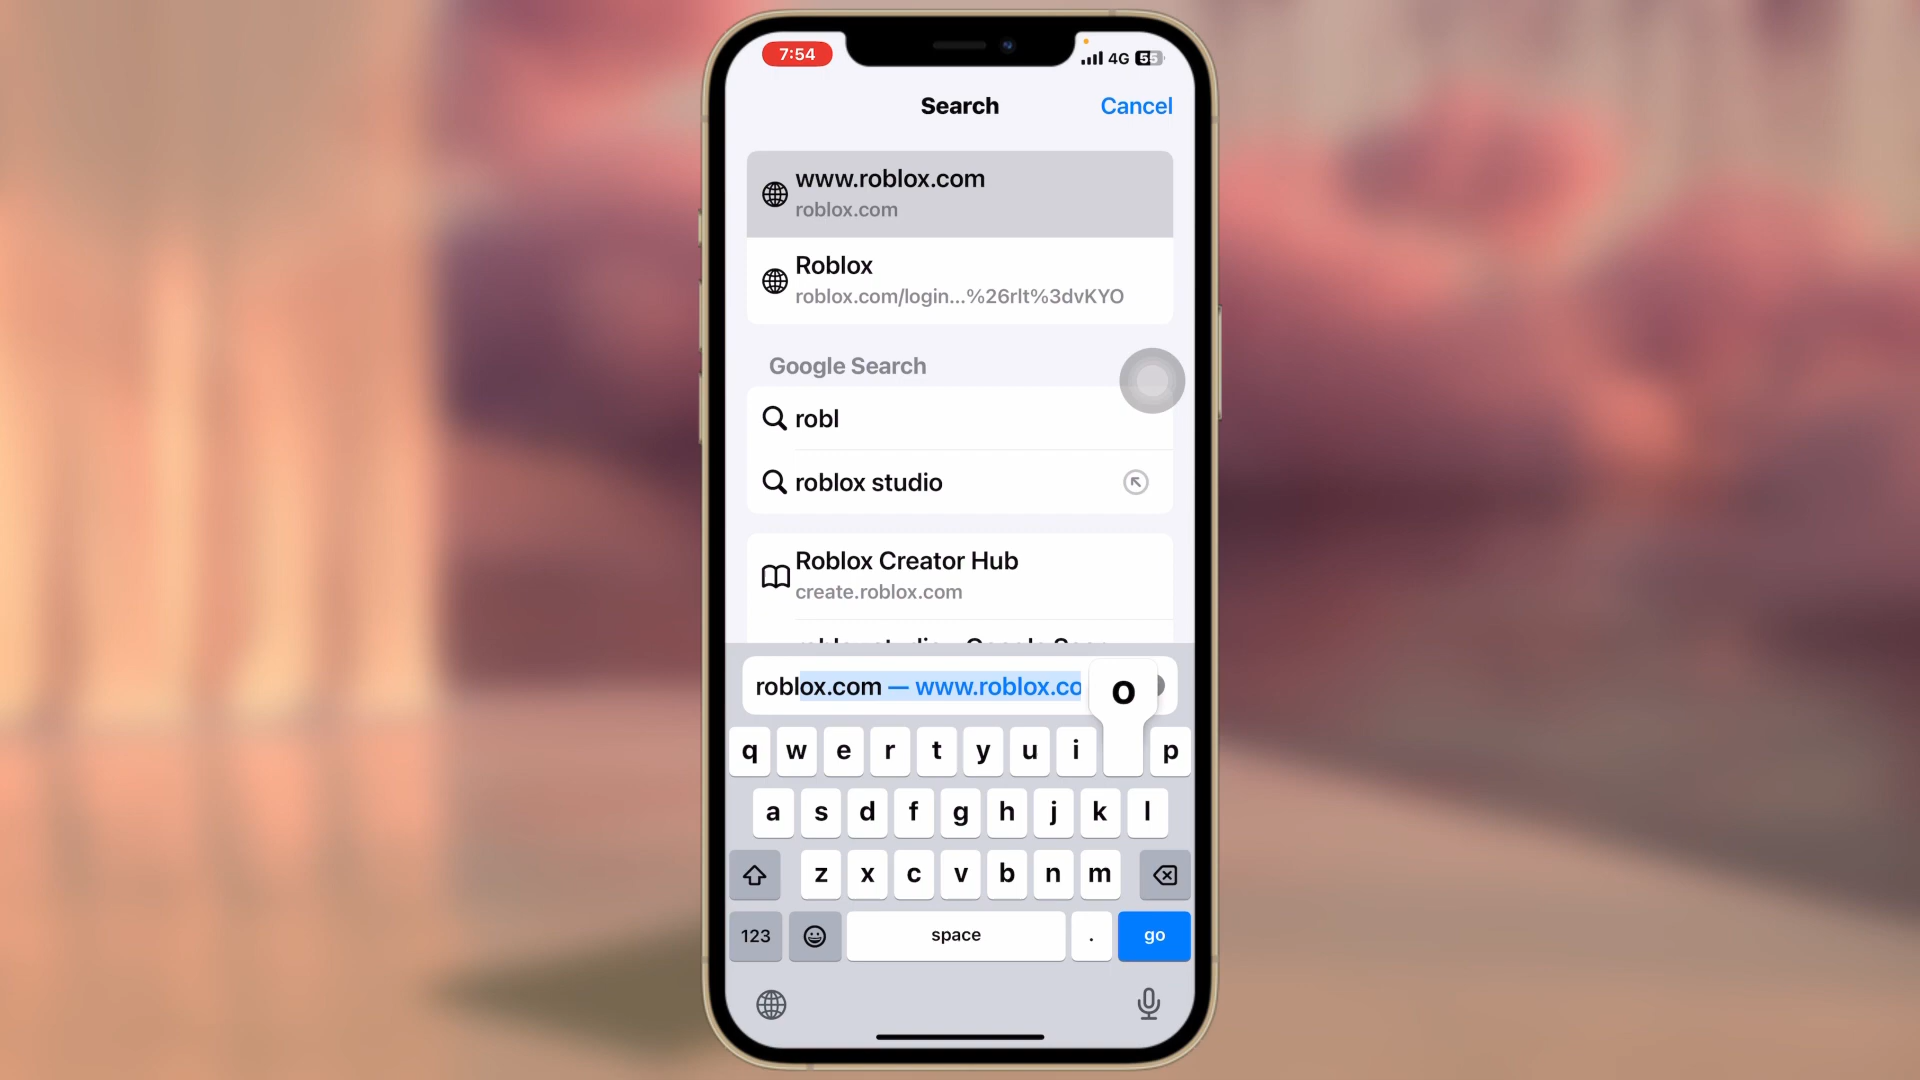 7:54
4G 55
Search
Cancel
www.roblox.com
roblox.com
Roblox
roblox.com/login...%26rlt%3dvKYO
Google Search
robl
roblox studio
Roblox Creator Hub
create.roblox.com
roblox.com — www.roblox.co
o
q w e r t y u i p
a s d f g h j k l
z x c v b n m
123 space . go